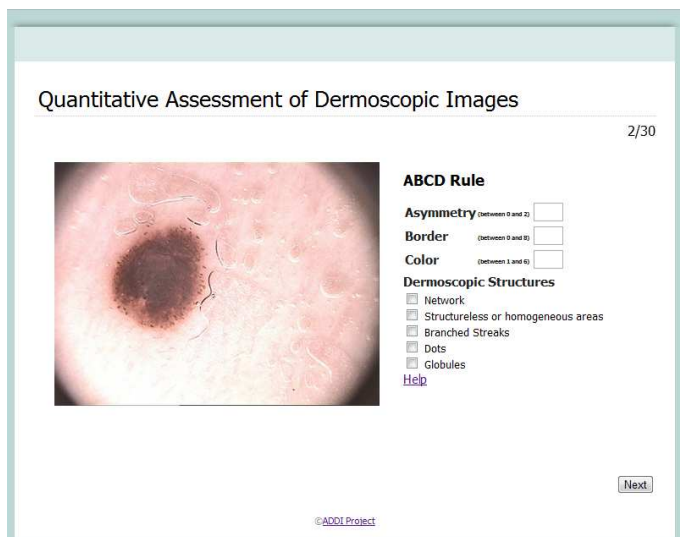 Quantitative Assessment of Dermoscopic Images
2/30
ABCD Rule
Asymmetry (between 0 and 2)
Border (between 0 and 8)
Color (between 1 and 6)
Dermoscopic Structures
Network
Structureless or homogeneous areas
Branched Streaks
Dots
Globules
Help
Next
©ADDI Project